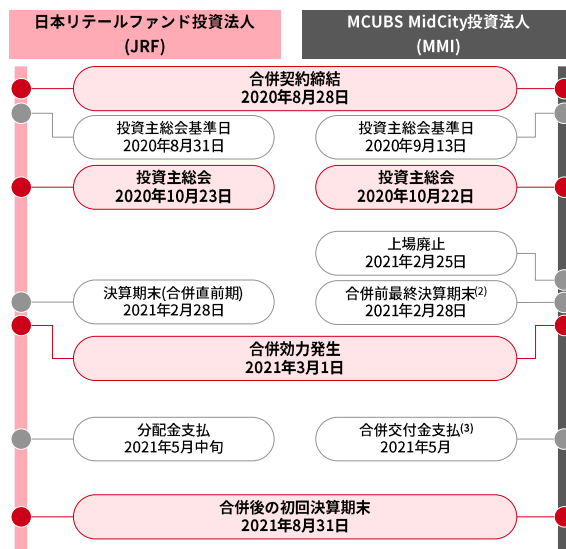 日本リテールファンド投資法人
(JRF)
MCUBS MidCity投資法人
(MMI)
合併契約締結
2020年8月28日
投資主総会基準日
2020年8月31日
投資主総会基準日
2020年9月13日
投資主総会
2020年10月23日
投資主総会
2020年10月22日
上場廃止
2021年2月25日
決算期末(合併直前期)
2021年2月28日
合併前最終決算期末(2)
2021年2月28日
合併効力発生
2021年3月1日
分配金支払
2021年5月中旬
合併交付金支払(3)
2021年5月
合併後の初回決算期末
2021年8月31日